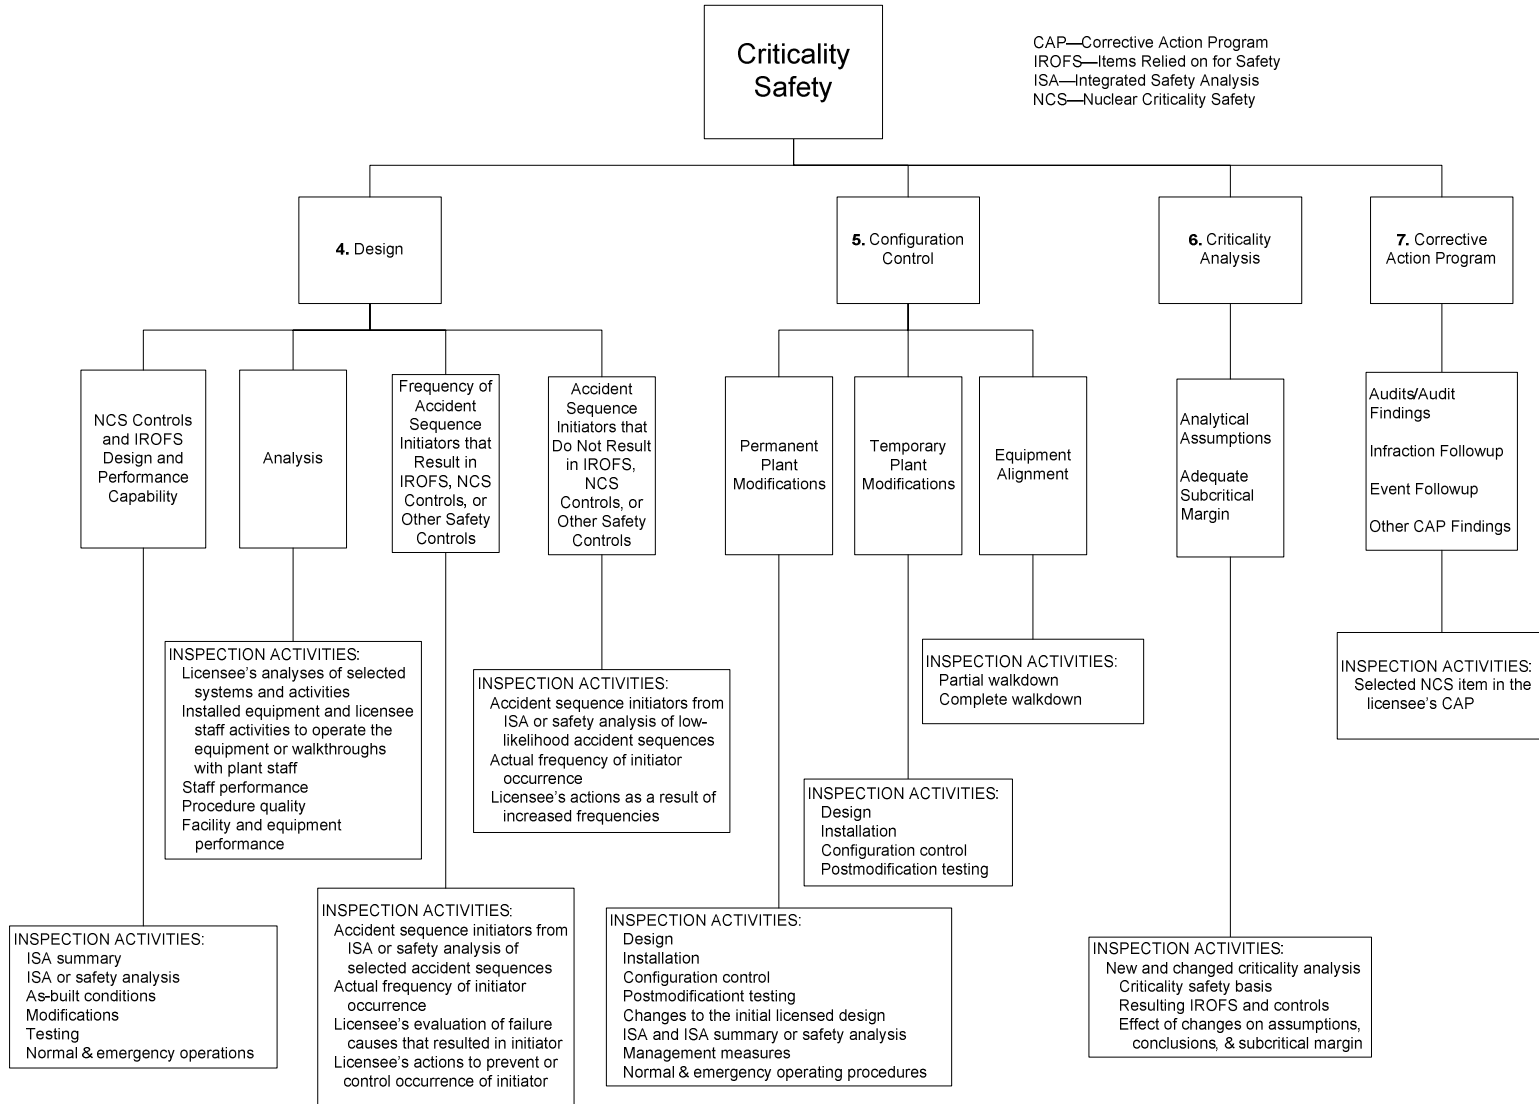 Criticality
Safety
CAP—Corrective Action Program
IROFS—Items Relied on for Safety
ISA—Integrated Safety Analysis
NCS—Nuclear Criticality Safety
4. Design
5. Configuration
Control
6. Criticality
Analysis
7. Corrective
Action Program
NCS Controls
and IROFS
Design and
Performance
Capability
Analysis
Frequency of
Accident
Sequence
Initiators that
Result in
IROFS, NCS
Controls, or
Other Safety
Controls
Accident
Sequence
Initiators that
Do Not Result
in IROFS,
NCS
Controls, or
Other Safety
Controls
Permanent
Plant
Modifications
Temporary
Plant
Modifications
Equipment
Alignment
Analytical
Assumptions
Adequate
Subcritical
Margin
Audits/Audit
Findings
Infraction Followup
Event Followup
Other CAP Findings
INSPECTION ACTIVITIES:
Licensee's analyses of selected
systems and activities
Installed equipment and licensee
staff activities to operate the
equipment or walkthroughs
with plant staff
Staff performance
Procedure quality
Facility and equipment
performance
INSPECTION ACTIVITIES:
Accident sequence initiators from
ISA or safety analysis of low-
likelihood accident sequences
Actual frequency of initiator
occurrence
Licensee's actions as a result of
increased frequencies
INSPECTION ACTIVITIES:
Partial walkdown
Complete walkdown
INSPECTION ACTIVITIES:
Selected NCS item in the
licensee's CAP
INSPECTION ACTIVITIES:
Design
Installation
Configuration control
Postmodification testing
INSPECTION ACTIVITIES:
ISA summary
ISA or safety analysis
As-built conditions
Modifications
Testing
Normal & emergency operations
INSPECTION ACTIVITIES:
Accident sequence initiators from
ISA or safety analysis of
selected accident sequences
Actual frequency of initiator
occurrence
Licensee's evaluation of failure
causes that resulted in initiator
Licensee's actions to prevent or
control occurrence of initiator
INSPECTION ACTIVITIES:
Design
Installation
Configuration control
Postmodificationt testing
Changes to the initial licensed design
ISA and ISA summary or safety analysis
Management measures
Normal & emergency operating procedures
INSPECTION ACTIVITIES:
New and changed criticality analysis
Criticality safety basis
Resulting IROFS and controls
Effect of changes on assumptions,
conclusions, & subcritical margin